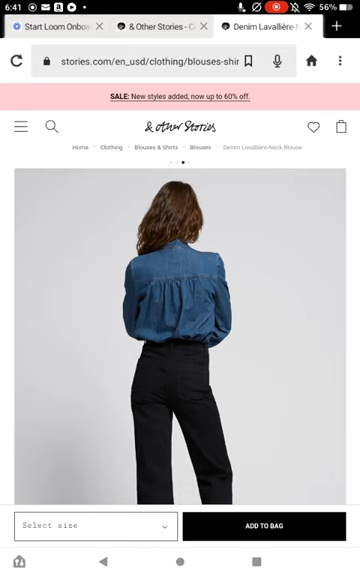 6:41
56%
Start Loom Onboa
& Other Stories - C
Denim Lavallière-N
stories.com/en_usd/clothing/blouses-shir
SALE: New styles added, now up to 60% off.
& other Stories
Home Clothing Blouses & Shirts Blouses Denim Lavallière-Neck Blouse
Select size
ADD TO BAG